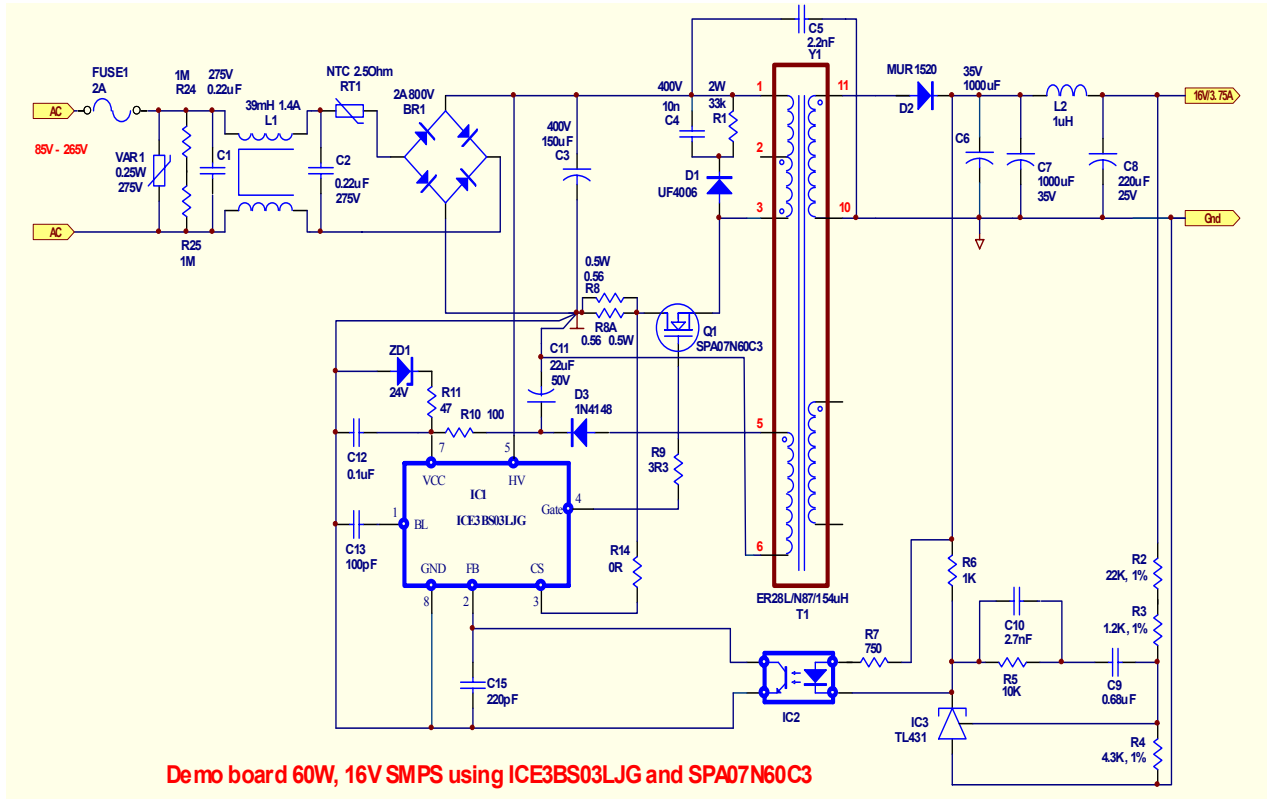 C5
2.2nF
Y1
FUSE1
2A
1M
R24
275V
0.22uF
39mH 1.4A
L1
NTC 2.5Ohm
RT1
2A 800V
BR1
400V
150uF
C3
400V
10n
C4
2W
33k
R1
1
2
3
11
10
MUR1520
D2
35V
1000uF
C6
L2
1uH
16V/3.75A
AC
85V - 265V
VAR1
0.25W
275V
C1
C2
0.22uF
275V
D1
UF4006
C7
1000uF
35V
C8
220uF
25V
AC
R25
1M
Gnd
0.5W
0.56
R8
R8A
0.56 0.5W
Q1
SPA07N60C3
ZD1
24V
R11
47
C11
22uF
50V
D3
1N4148
R10 100
5
6
C12
0.1uF
7
5
VCC
HV
IC1
ICE3BS03LJG
Gate
4
R9
3R3
1
BL
C13
100pF
GND
FB
CS
8
2
3
R14
0R
ER28L/N87/154uH
T1
R6
1K
R2
22K, 1%
R3
1.2K, 1%
C10
2.7nF
R7
750
R5
10K
C9
0.68uF
C15
220pF
IC2
IC3
TL431
R4
4.3K, 1%
Demo board 60W, 16V SMPS using ICE3BS03LJG and SPA07N60C3